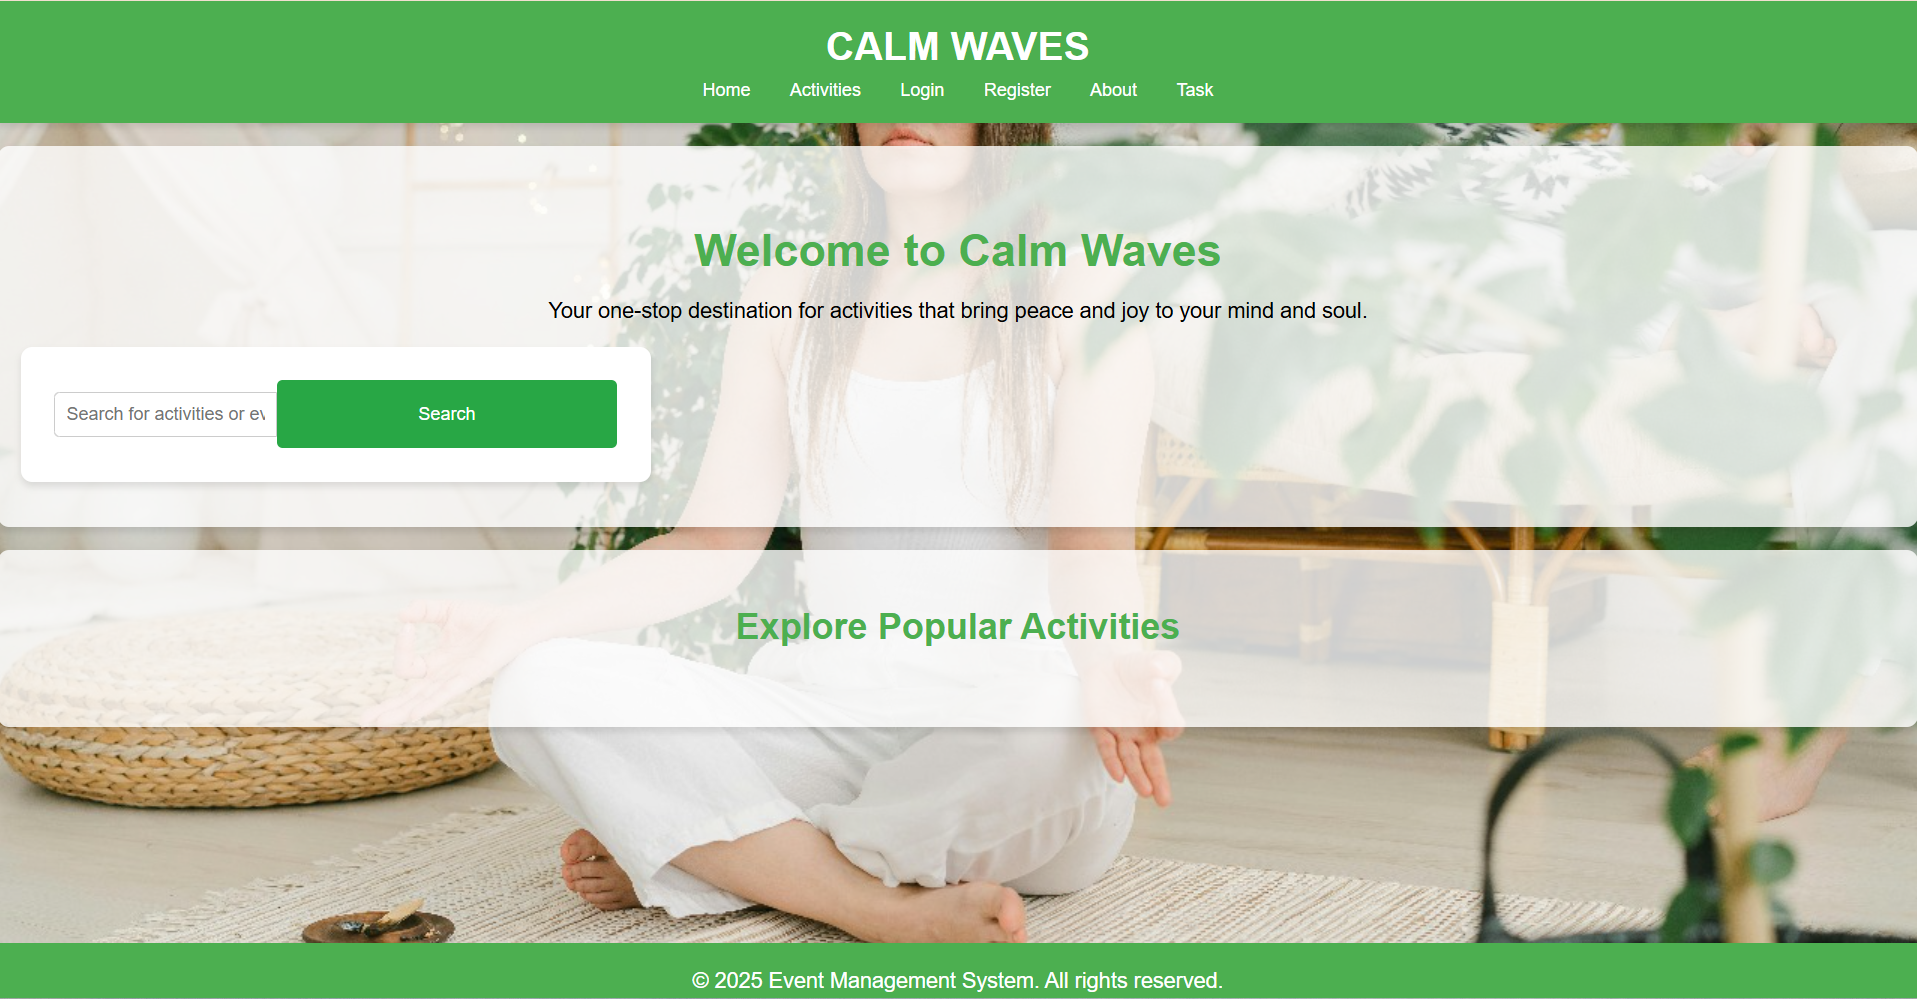 CALM WAVES
Home Activities Login Register About Task
Welcome to Calm Waves
Your one-stop destination for activities that bring peace and joy to your mind and soul.
Search for activities or ev Search
Explore Popular Activities
© 2025 Event Management System. All rights reserved.